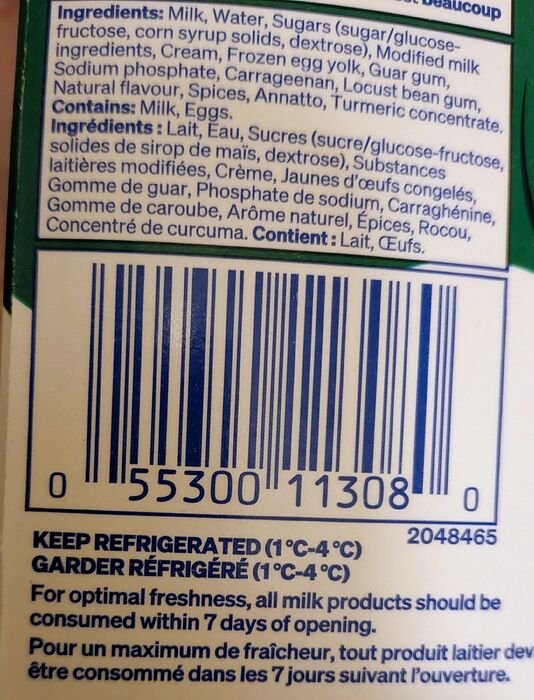 beaucoup
Ingredients: Milk, Water, Sugars (sugar/glucose-
fructose, corn syrup solids, dextrose), Modified milk
ingredients, Cream, Frozen egg yolk, Guar gum,
Sodium phosphate, Carrageenan, Locust bean gum,
Natural flavour, Spices, Annatto, Turmeric concentrate.
Contains: Milk, Eggs.
Ingrédients : Lait, Eau, Sucres (sucre/glucose-fructose,
solides de sirop de maïs, dextrose), Substances
laitières modifiées, Crème, Jaunes d'œufs congelés,
Gomme de guar, Phosphate de sodium, Carraghénine,
Gomme de caroube, Arôme naturel, Épices, Rocou,
Concentré de curcuma. Contient : Lait, Œufs.
0 55300 11308 0
2048465
KEEP REFRIGERATED (1 °C-4 °C)
GARDER RÉFRIGÉRÉ (1 °C-4 °C)
For optimal freshness, all milk products should be
consumed within 7 days of opening.
Pour un maximum de fraîcheur, tout produit laitier dev
être consommé dans les 7 jours suivant l'ouverture.